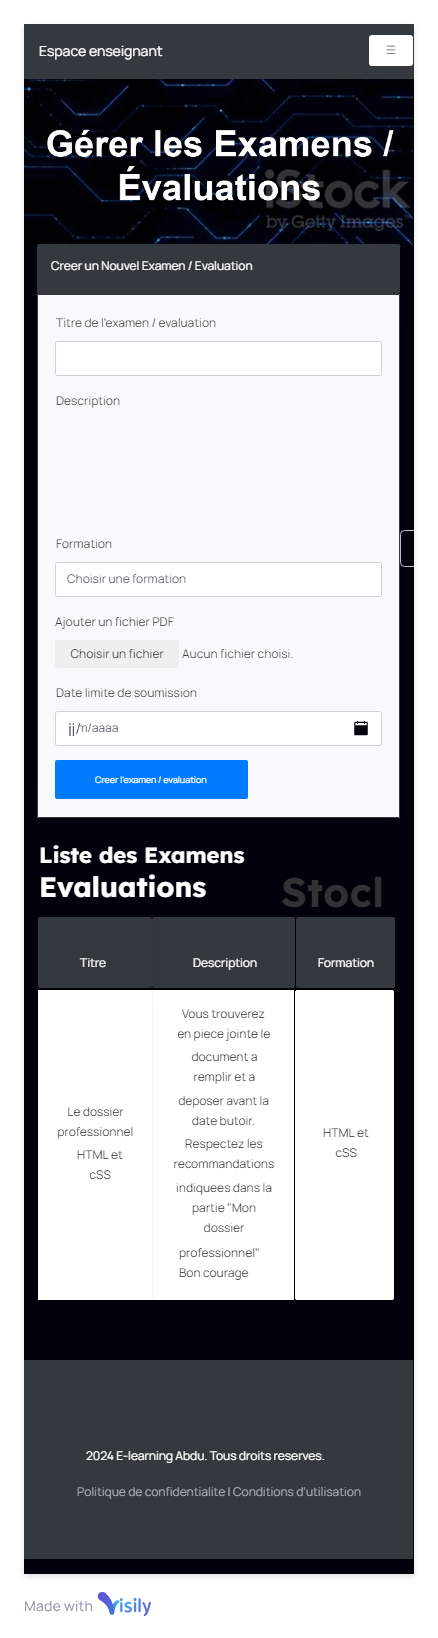 Espace enseignant
☰
Gérer les Examens /
Évaluations
iStock
by Getty Images
Creer un Nouvel Examen / Evaluation
Titre de l'examen / evaluation
Description
Formation
Choisir une formation
Ajouter un fichier PDF
Choisir un fichier Aucun fichier choisi.
Date limite de soumission
jj/n/aaaa
Creer l'examen / evaluation
Liste des Examens
Evaluations
Stocl
Titre Description Formation
Le dossier
professionnel
HTML et
cSS
Vous trouverez
en piece jointe le
document a
remplir et a
deposer avant la
date butoir.
Respectez les
recommandations
indiquees dans la
partie "Mon
dossier
professionnel"
Bon courage
HTML et
cSS
2024 E-learning Abdu. Tous droits reserves.
Politique de confidentialite | Conditions d'utilisation
Made with Visily